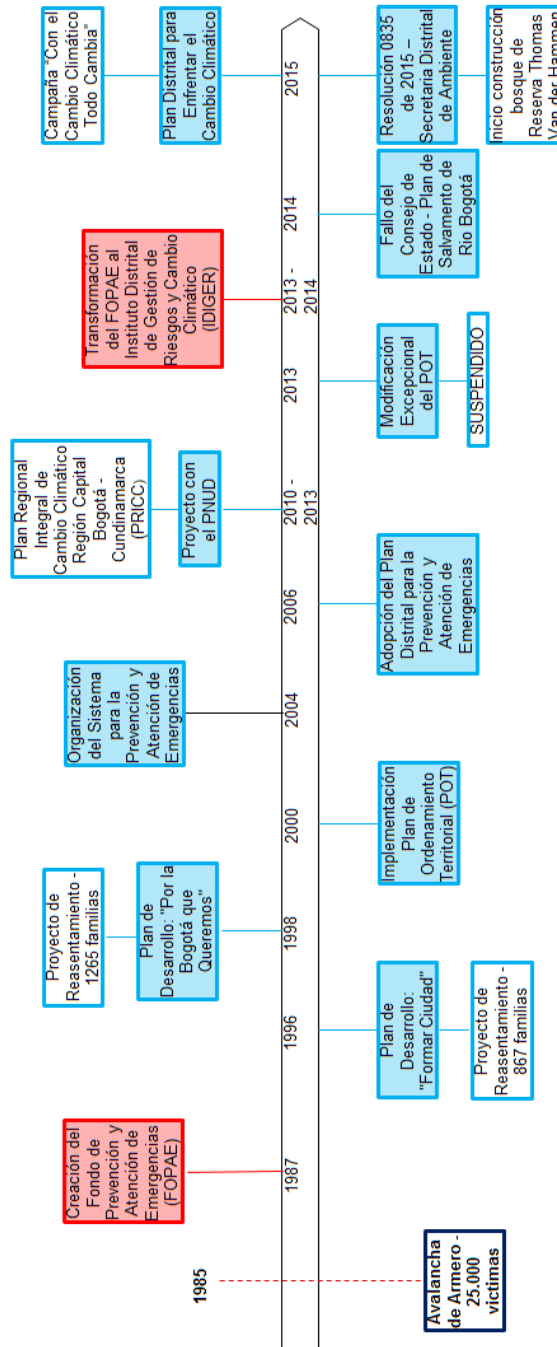 1985
Avalancha
de Armero -
25.000
victimas
Creación del
Fondo de
Prevención y
Atención de
Emergencias
(FOPAE)
1987
1996
Plan de
Desarrollo:
"Formar Ciudad"
Proyecto de
Reasentamiento -
867 familias
Proyecto de
Reasentamiento -
1265 familias
Plan de
Desarrollo: "Por la
Bogotá que
Queremos"
1998
2000
Implementación
Plan de
Ordenamiento
Territorial (POT)
Organización
del Sistema
para la
Prevención y
Atención de
Emergencias
2004
2006
Adopción del Plan
Distrital para la
Prevención y
Atención de
Emergencias
Plan Regional
Integral de
Cambio Climático
Región Capital
Bogotá -
Cundinamarca
(PRICC)
Proyecto con
el PNUD
2010 -
2013
2013
Modificación
Excepcional
del POT
SUSPENDIDO
Transformación
del FOPAE al
Instituto Distrital
de Gestión de
Riesgos y Cambio
Climático
(IDIGER)
2013 -
2014
2014
Fallo del
Consejo de
Estado - Plan de
Salvamento de
Rio Bogotá
Campaña "Con el
Cambio Climático
Todo Cambia"
Plan Distrital para
Enfrentar el
Cambio Climático
2015
Resolución 0835
de 2015 –
Secretaria Distrital
de Ambiente
Inicio construcción
bosque de
Reserva Thomas
Van der Hammen